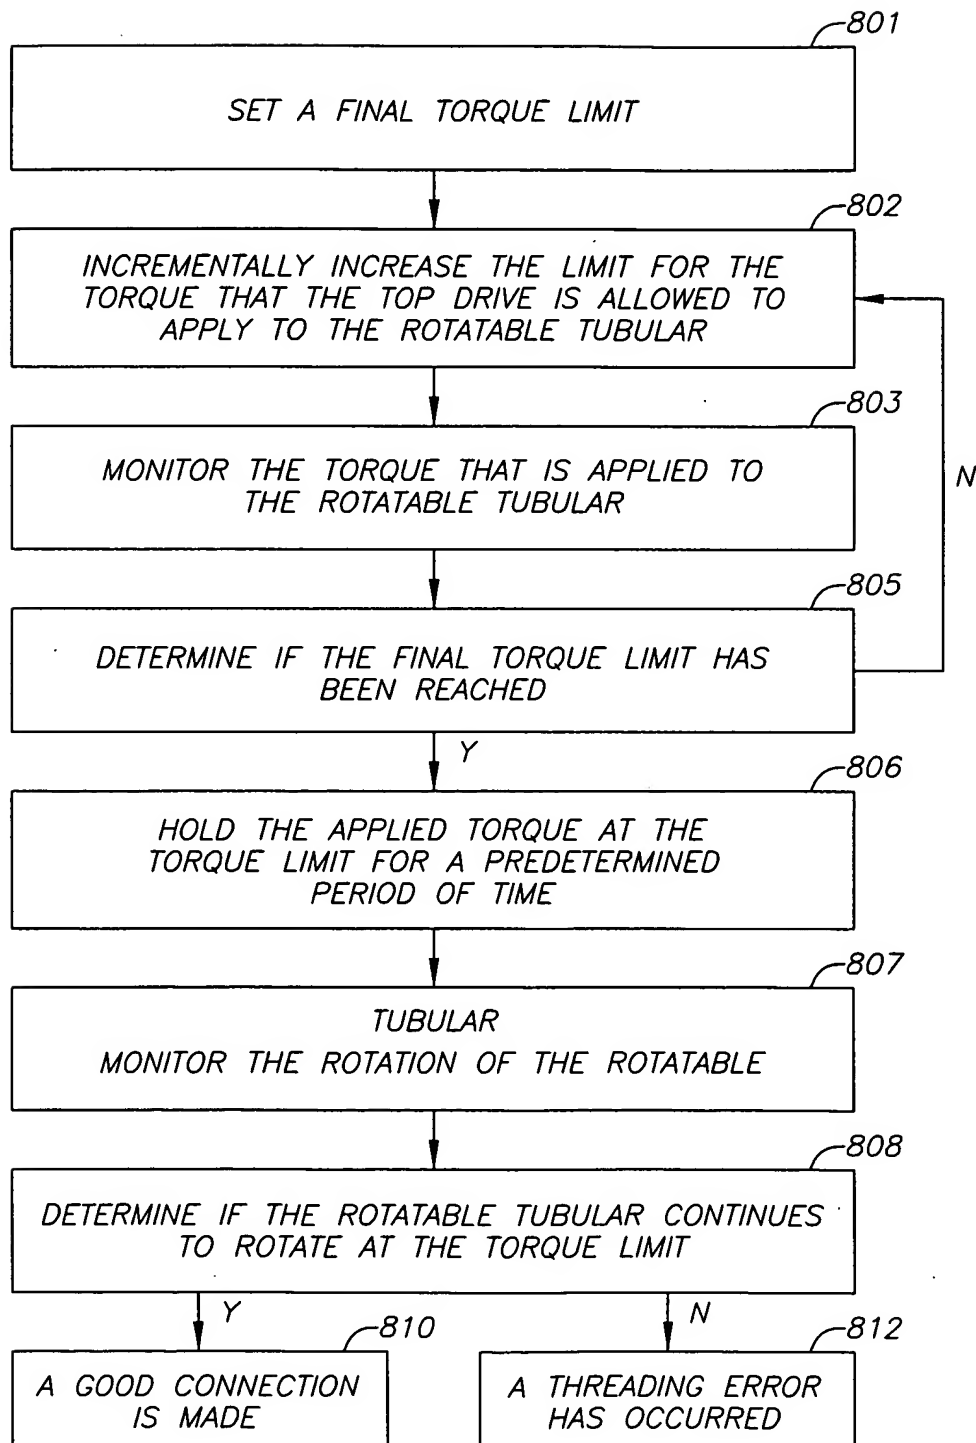 801
SET A FINAL TORQUE LIMIT
802
INCREMENTALLY INCREASE THE LIMIT FOR THE
TORQUE THAT THE TOP DRIVE IS ALLOWED TO
APPLY TO THE ROTATABLE TUBULAR
803
MONITOR THE TORQUE THAT IS APPLIED TO
THE ROTATABLE TUBULAR
N
805
DETERMINE IF THE FINAL TORQUE LIMIT HAS
BEEN REACHED
Y
806
HOLD THE APPLIED TORQUE AT THE
TORQUE LIMIT FOR A PREDETERMINED
PERIOD OF TIME
807
TUBULAR
MONITOR THE ROTATION OF THE ROTATABLE
808
DETERMINE IF THE ROTATABLE TUBULAR CONTINUES
TO ROTATE AT THE TORQUE LIMIT
Y
N
810
A GOOD CONNECTION
IS MADE
812
A THREADING ERROR
HAS OCCURRED